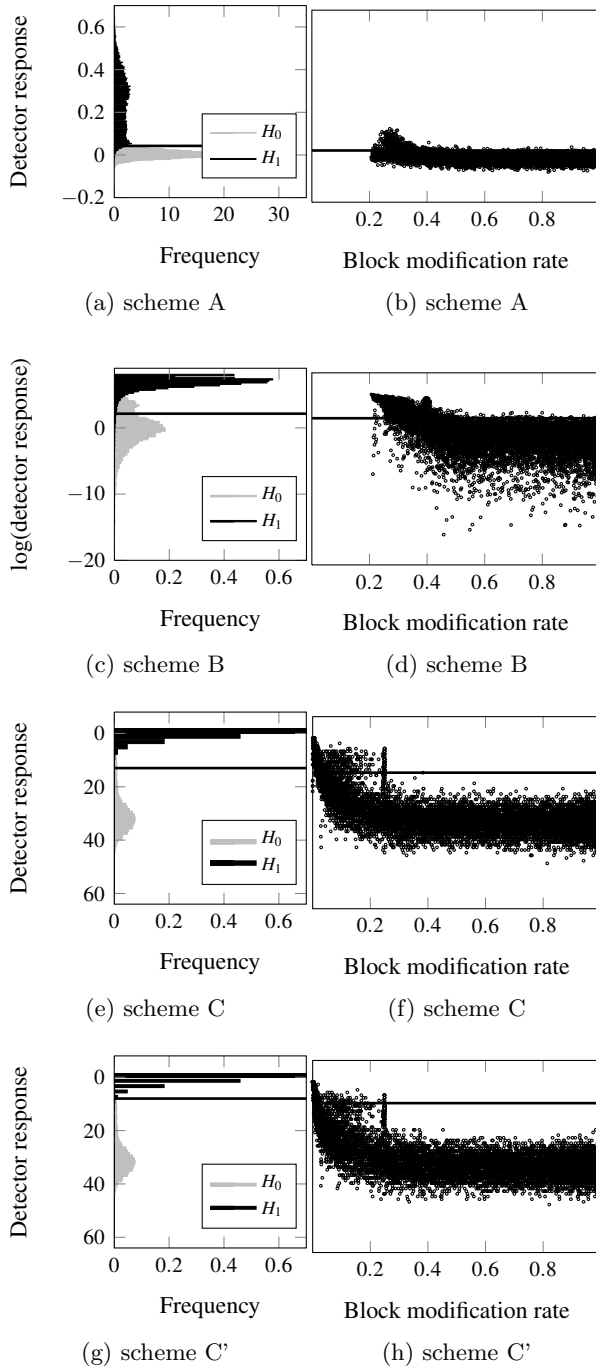 Detector response
0.6
0.4
0.2
0
−0.2
H0
H1
0 10 20 30
0.2 0.4 0.6 0.8
Frequency
Block modification rate
(a) scheme A
(b) scheme A
log(detector response)
0
−10
−20
H0
H1
0 0.2 0.4 0.6
0.2 0.4 0.6 0.8
Frequency
Block modification rate
(c) scheme B
(d) scheme B
Detector response
0
20
40
60
H0
H1
0 0.2 0.4 0.6
0.2 0.4 0.6 0.8
Frequency
Block modification rate
(e) scheme C
(f) scheme C
Detector response
0
20
40
60
H0
H1
0 0.2 0.4 0.6
0.2 0.4 0.6 0.8
Frequency
Block modification rate
(g) scheme C’
(h) scheme C’